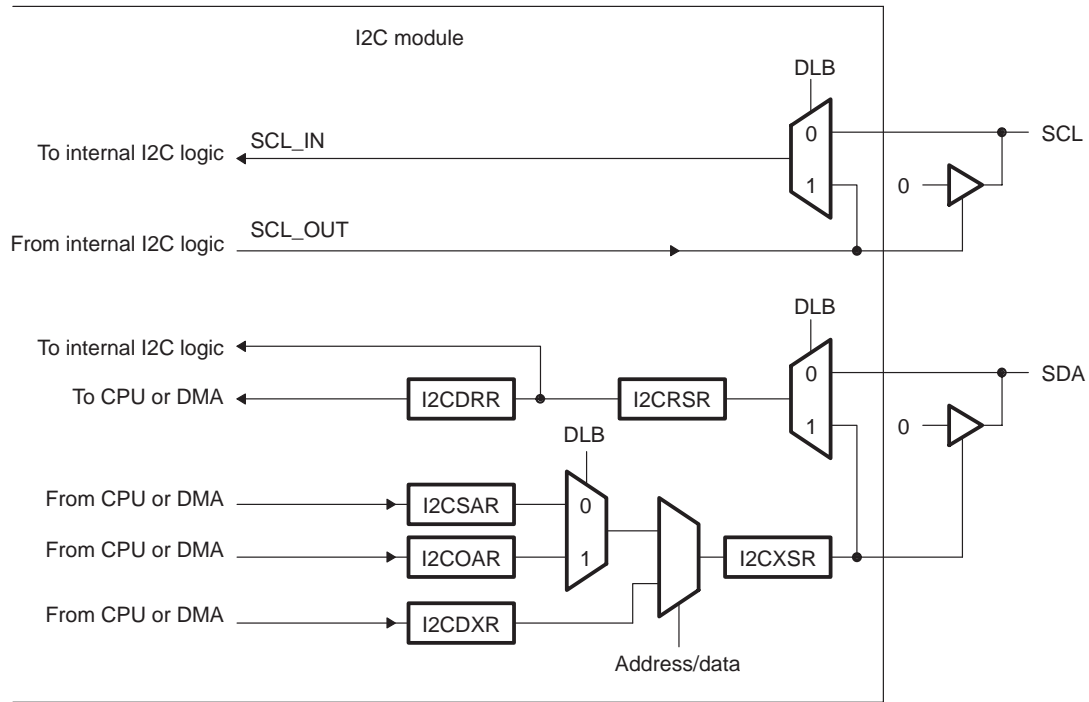 I2C module
DLB
0
SCL
SCL_IN
To internal I2C logic
1
0
SCL_OUT
From internal I2C logic
DLB
To internal I2C logic
0
SDA
To CPU or DMA
I2CDRR
I2CRSR
1
0
DLB
From CPU or DMA
I2CSAR
0
From CPU or DMA
I2COAR
1
I2CXSR
From CPU or DMA
I2CDXR
Address/data